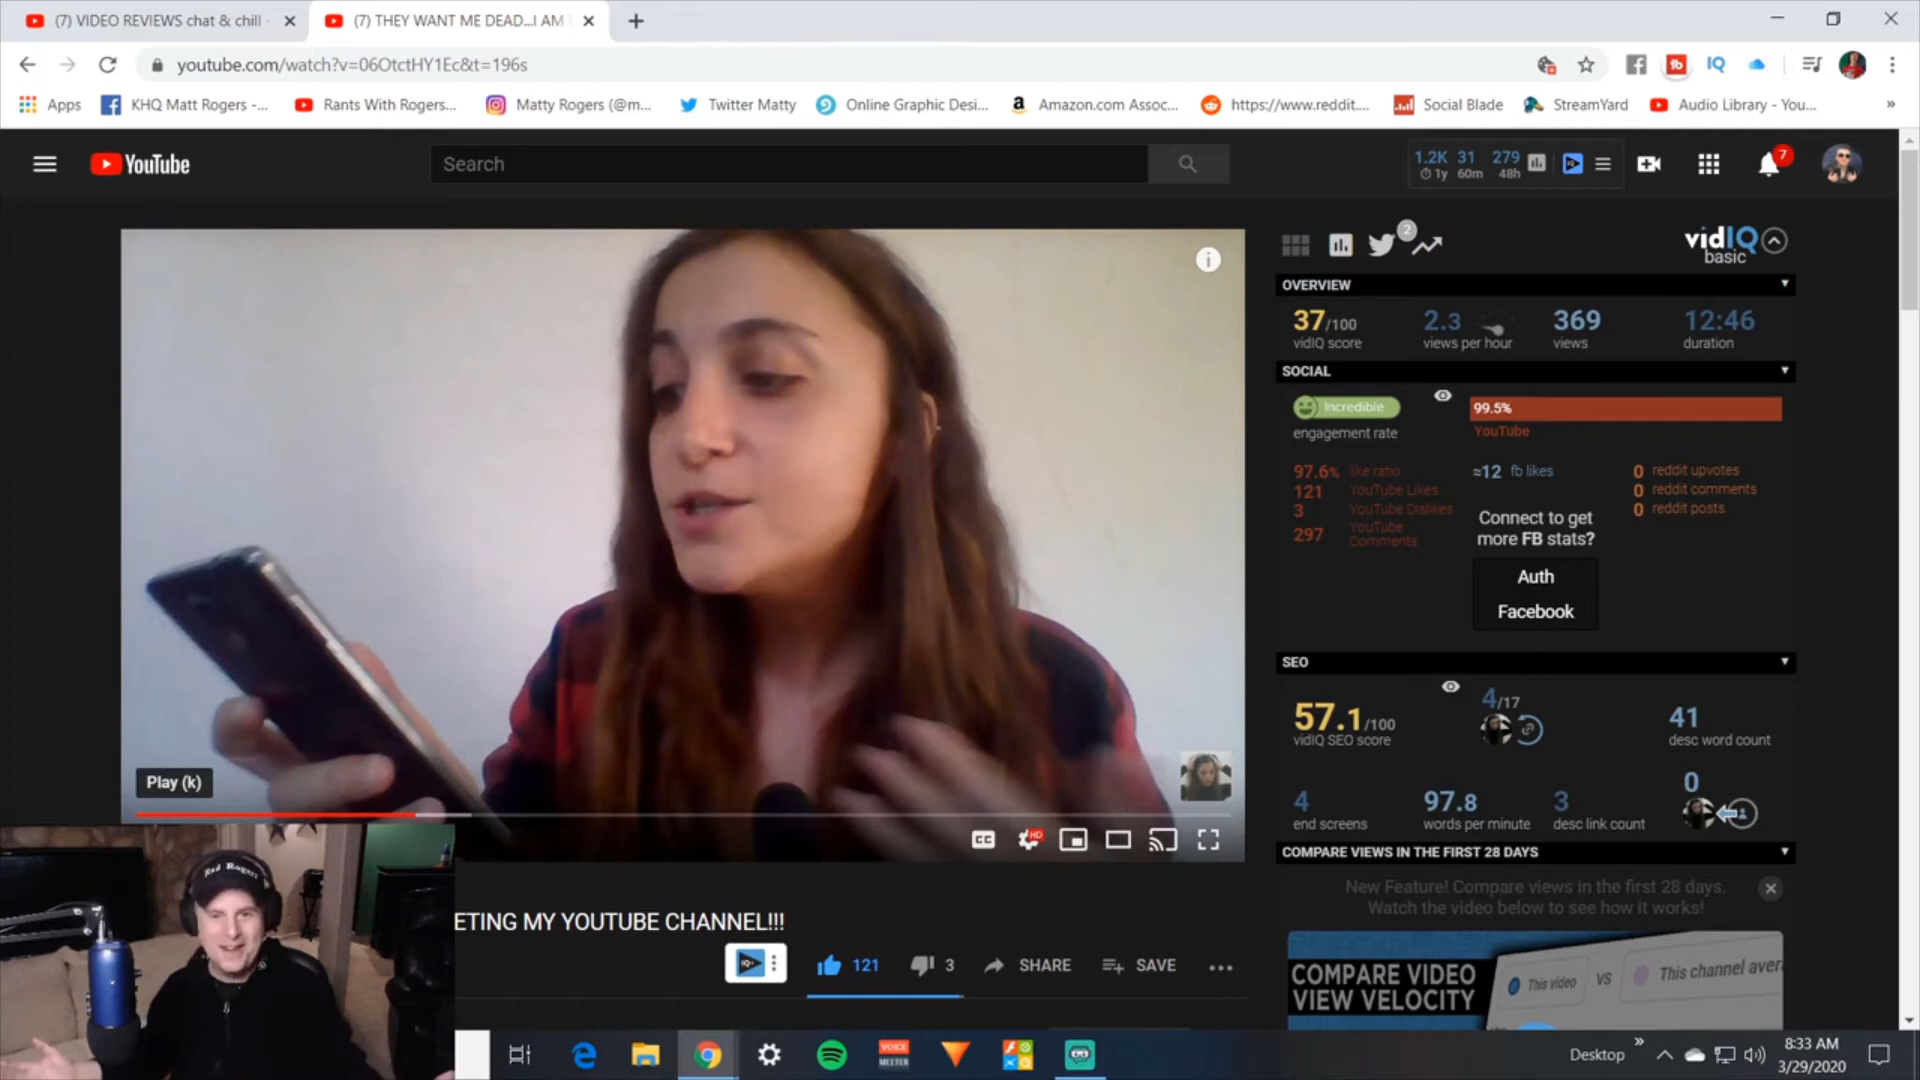 (7) VIDEO REVIEWS chat & chill -
(7) THEY WANT ME DEAD...I AM
youtube.com/watch?v=06OtctHY1Ec&t=196s
Apps
KHQ Matt Rogers -...
Rants With Rogers...
Matty Rogers (@m...
Twitter Matty
Online Graphic Desi...
Amazon.com Assoc...
https://www.reddit....
Social Blade
StreamYard
Audio Library - You...
YouTube
Search
1.2K 31 279
1y 60m 48h
7
2
vidIQ
basic
OVERVIEW
37/100
vidIQ score
2.3
views per hour
369
views
12:46
duration
SOCIAL
Incredible
engagement rate
99.5%
YouTube
97.6% like ratio
121 YouTube Likes
3 YouTube Dislikes
297 YouTube Comments
≈12 fb likes
0 reddit upvotes
0 reddit comments
0 reddit posts
Connect to get
more FB stats?
Auth
Facebook
SEO
57.1/100
vidIQ SEO score
4/17
41
desc word count
4
end screens
97.8
words per minute
3
desc link count
0
COMPARE VIEWS IN THE FIRST 28 DAYS
New Feature! Compare views in the first 28 days.
Watch the video below to see how it works!
COMPARE VIDEO
VIEW VELOCITY
This video
VS
This channel aver
Play (k)
CC
HD
Rad Rogers
ETING MY YOUTUBE CHANNEL!!!
121
3
SHARE
SAVE
VOICE
MEETER
Desktop
8:33 AM
3/29/2020